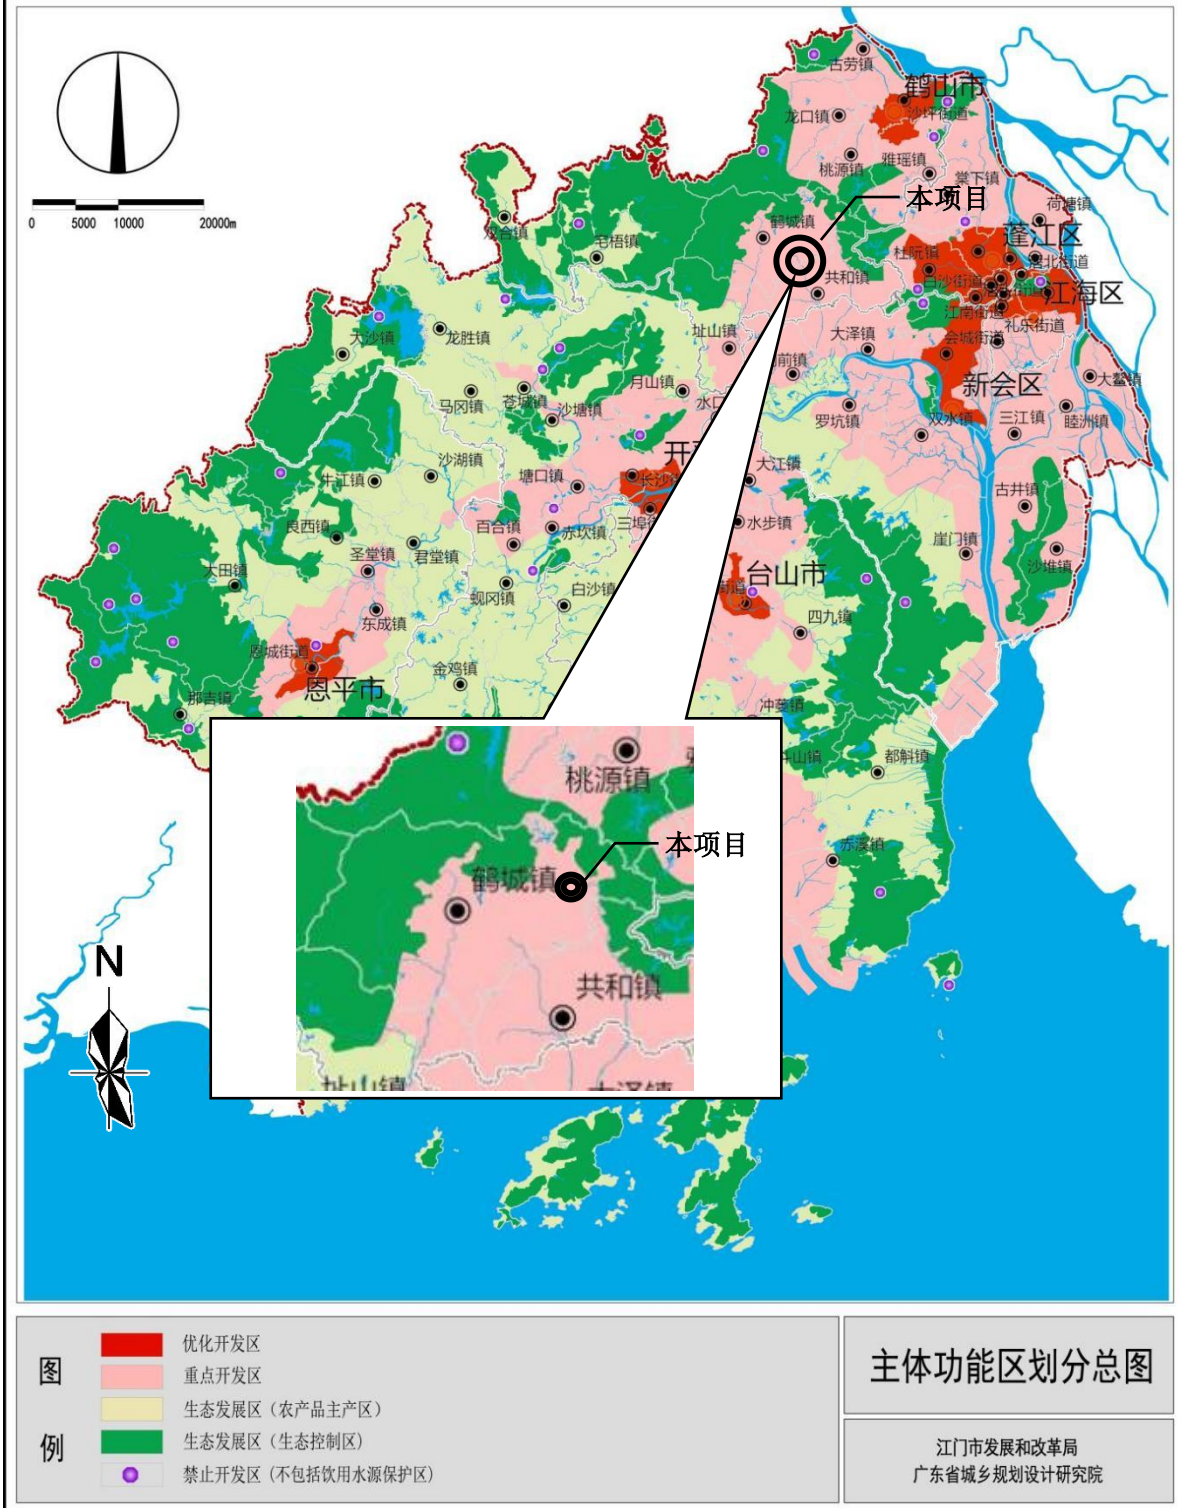 古劳镇
鹤山市
沙坪街道
龙口镇
桃源镇
雅瑶镇
棠下镇
本项目
荷塘镇
鹤城镇
蓬江区
双合镇
宅梧镇
杜阮镇
共和镇
白沙街道
江海区
江南街道
礼乐街道
会城街道
0 5000 10000 20000m
大沙镇
龙胜镇
址山镇
大泽镇
新会区
大鳌镇
月山镇
马冈镇
苍城镇
沙塘镇
水口
罗坑镇
双水镇
三江镇
睦洲镇
开
沙湖镇
牛江镇
塘口镇
长沙
大江镇
古井镇
良西镇
百合镇
赤坎镇
三埠
水步镇
崖门镇
圣堂镇
君堂镇
沙堆镇
大田镇
台山市
街道
蚬冈镇
白沙镇
东成镇
四九镇
恩城街道
金鸡镇
恩平市
那吉镇
冲蒌镇
斗山镇
都斛镇
赤溪镇
桃源镇
本项目
鹤城镇
共和镇
址山镇
大泽镇
N
图
例
优化开发区
重点开发区
生态发展区（农产品主产区）
生态发展区（生态控制区）
禁止开发区（不包括饮用水源保护区）
主体功能区划分总图
江门市发展和改革局
广东省城乡规划设计研究院